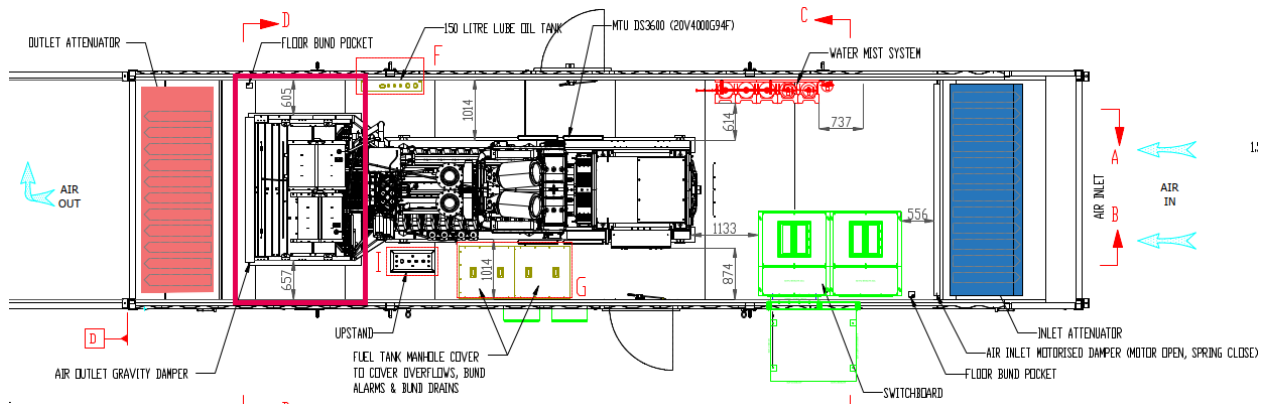 D
C
OUTLET ATTENUATOR
FLOOR BUND POCKET
150 LITRE LUBE OIL TANK
MTU DS3600 (20V4000G94F)
F
WATER MIST SYSTEM
605
1014
614
737
A
AIR
OUT
AIR INLET
AIR
IN
B
1133
556
657
I
1014
G
874
D
UPSTAND
INLET ATTENUATOR
AIR INLET MOTORISED DAMPER (MOTOR OPEN, SPRING CLOSE)
FUEL TANK MANHOLE COVER
TO COVER OVERFLOWS, BUND
ALARMS & BUND DRAINS
AIR OUTLET GRAVITY DAMPER
FLOOR BUND POCKET
SWITCHBOARD